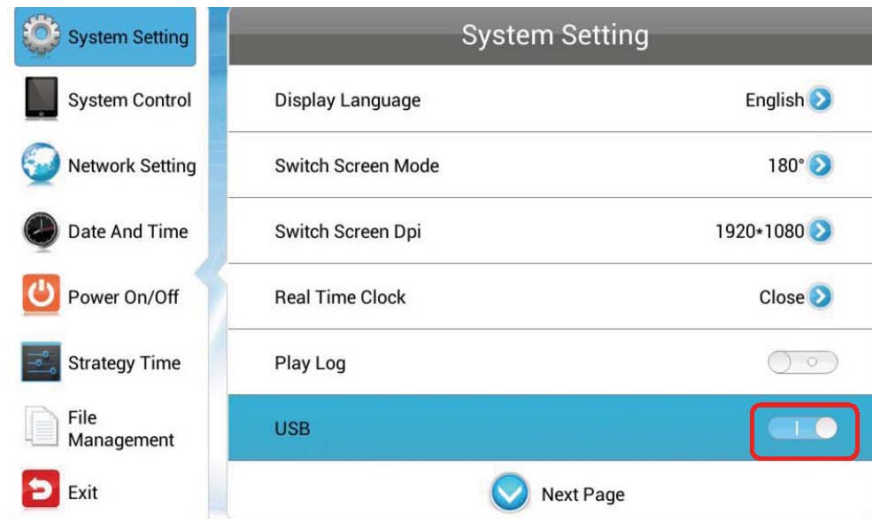 System Setting
System Control
Network Setting
Date And Time
Power On/Off
Strategy Time
File
Management
Exit
System Setting
Display Language English
Switch Screen Mode 180°
Switch Screen Dpi 1920*1080
Real Time Clock Close
Play Log
USB
Next Page